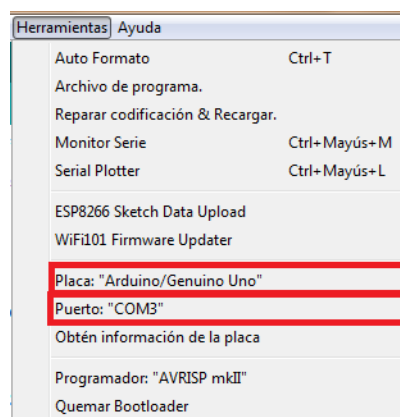 Herramientas Ayuda
Auto Formato Ctrl+T
Archivo de programa.
Reparar codificación & Recargar.
Monitor Serie Ctrl+Mayús+M
Serial Plotter Ctrl+Mayús+L
ESP8266 Sketch Data Upload
WiFi101 Firmware Updater
Placa: "Arduino/Genuino Uno"
Puerto: "COM3"
Obtén información de la placa
Programador: "AVRISP mkII"
Quemar Bootloader